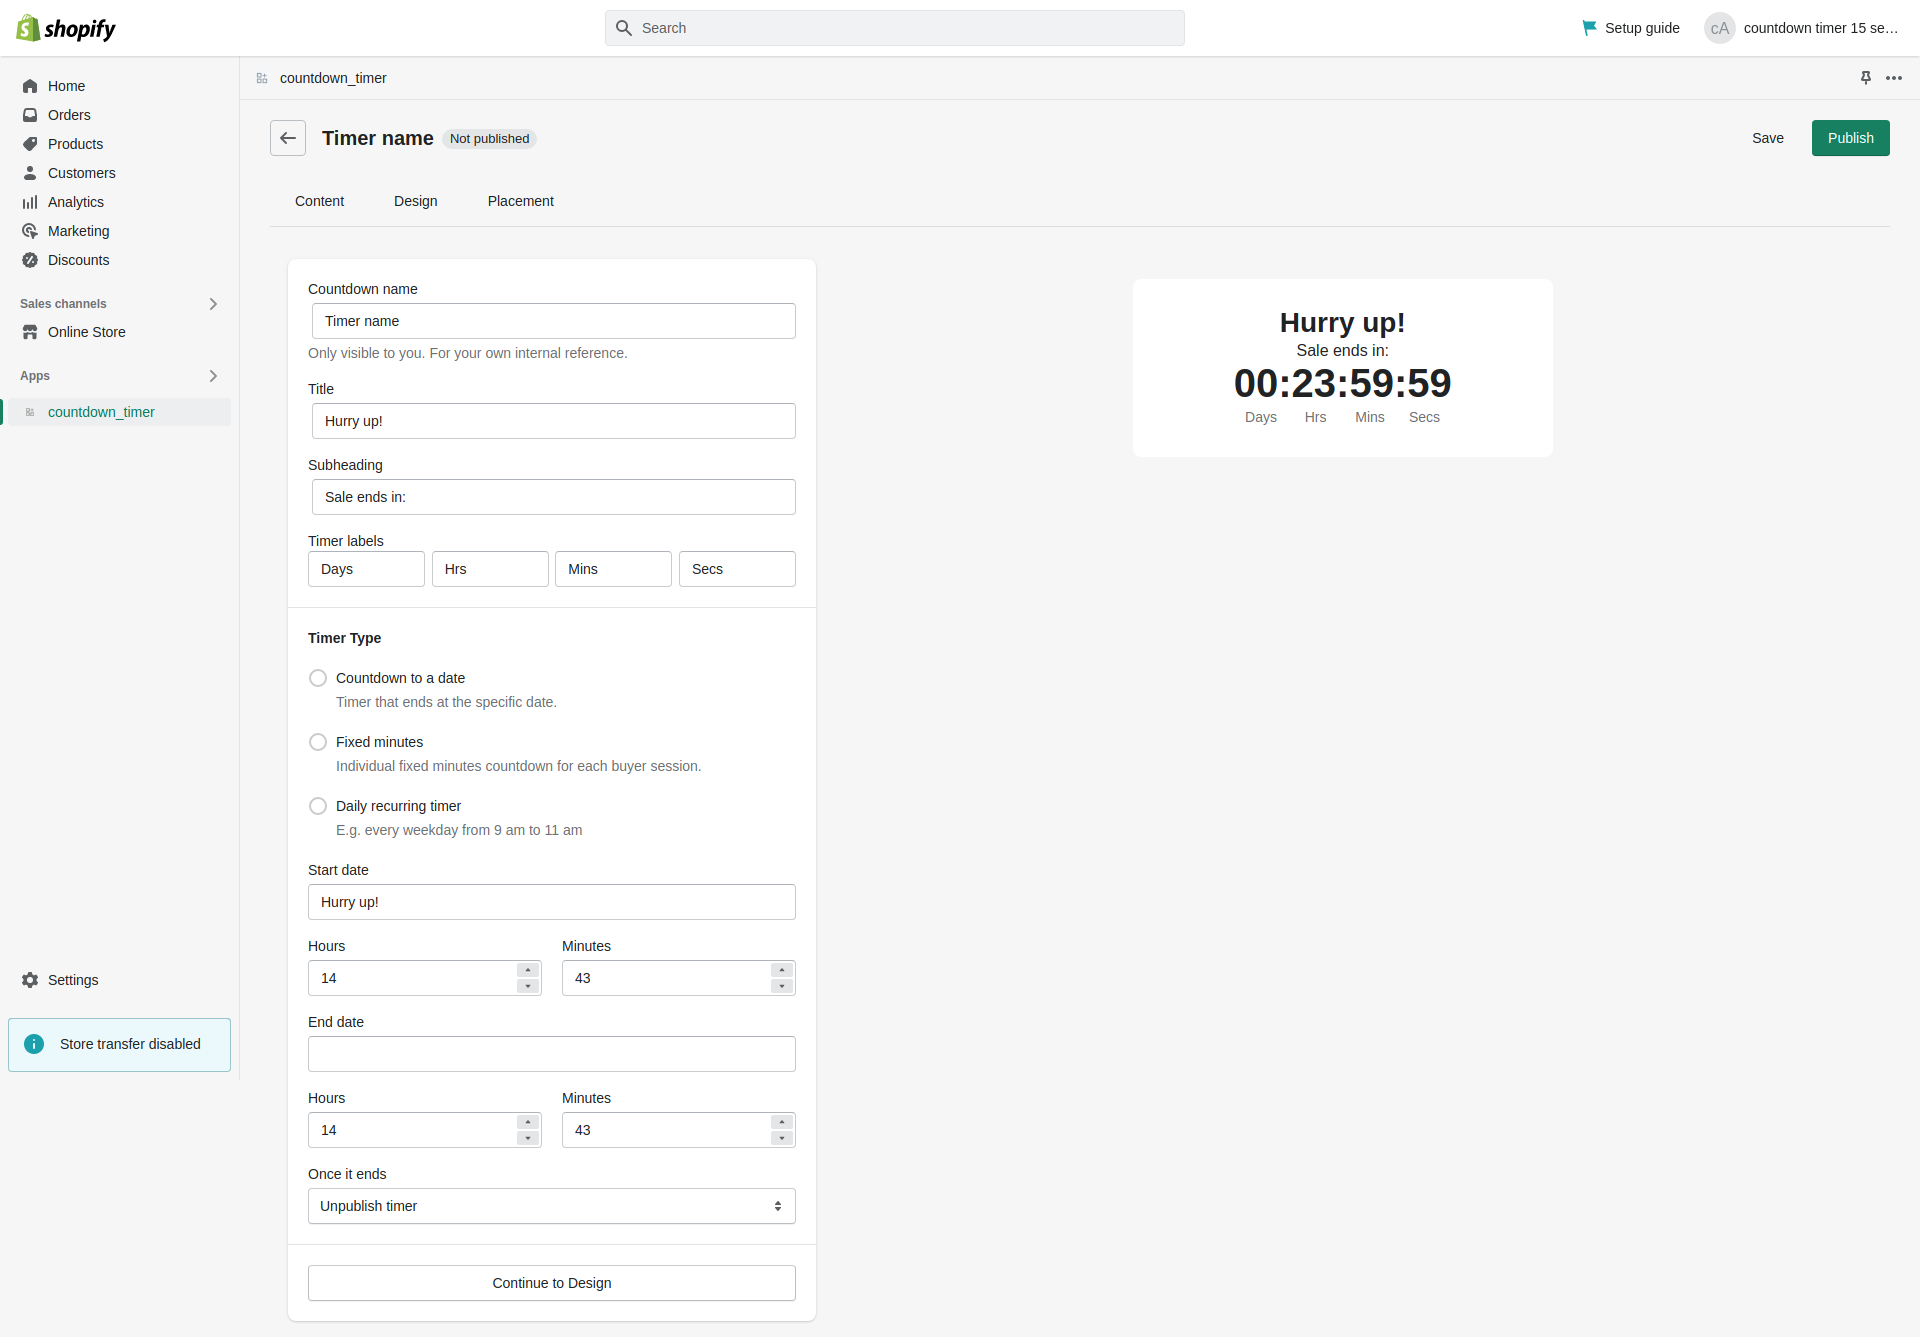 shopify
Search
Setup guide
cA
countdown timer 15 se...
Home
Orders
Products
Customers
Analytics
Marketing
Discounts
Sales channels
Online Store
Apps
countdown_timer
Settings
Store transfer disabled
countdown_timer
Timer name
Not published
Save
Publish
Content
Design
Placement
Countdown name
Timer name
Only visible to you. For your own internal reference.
Title
Hurry up!
Subheading
Sale ends in:
Timer labels
Days
Hrs
Mins
Secs
Timer Type
Countdown to a date
Timer that ends at the specific date.
Fixed minutes
Individual fixed minutes countdown for each buyer session.
Daily recurring timer
E.g. every weekday from 9 am to 11 am
Start date
Hurry up!
Hours
Minutes
14
43
End date
Hours
Minutes
14
43
Once it ends
Unpublish timer
Continue to Design
Hurry up!
Sale ends in:
00:23:59:59
Days
Hrs
Mins
Secs